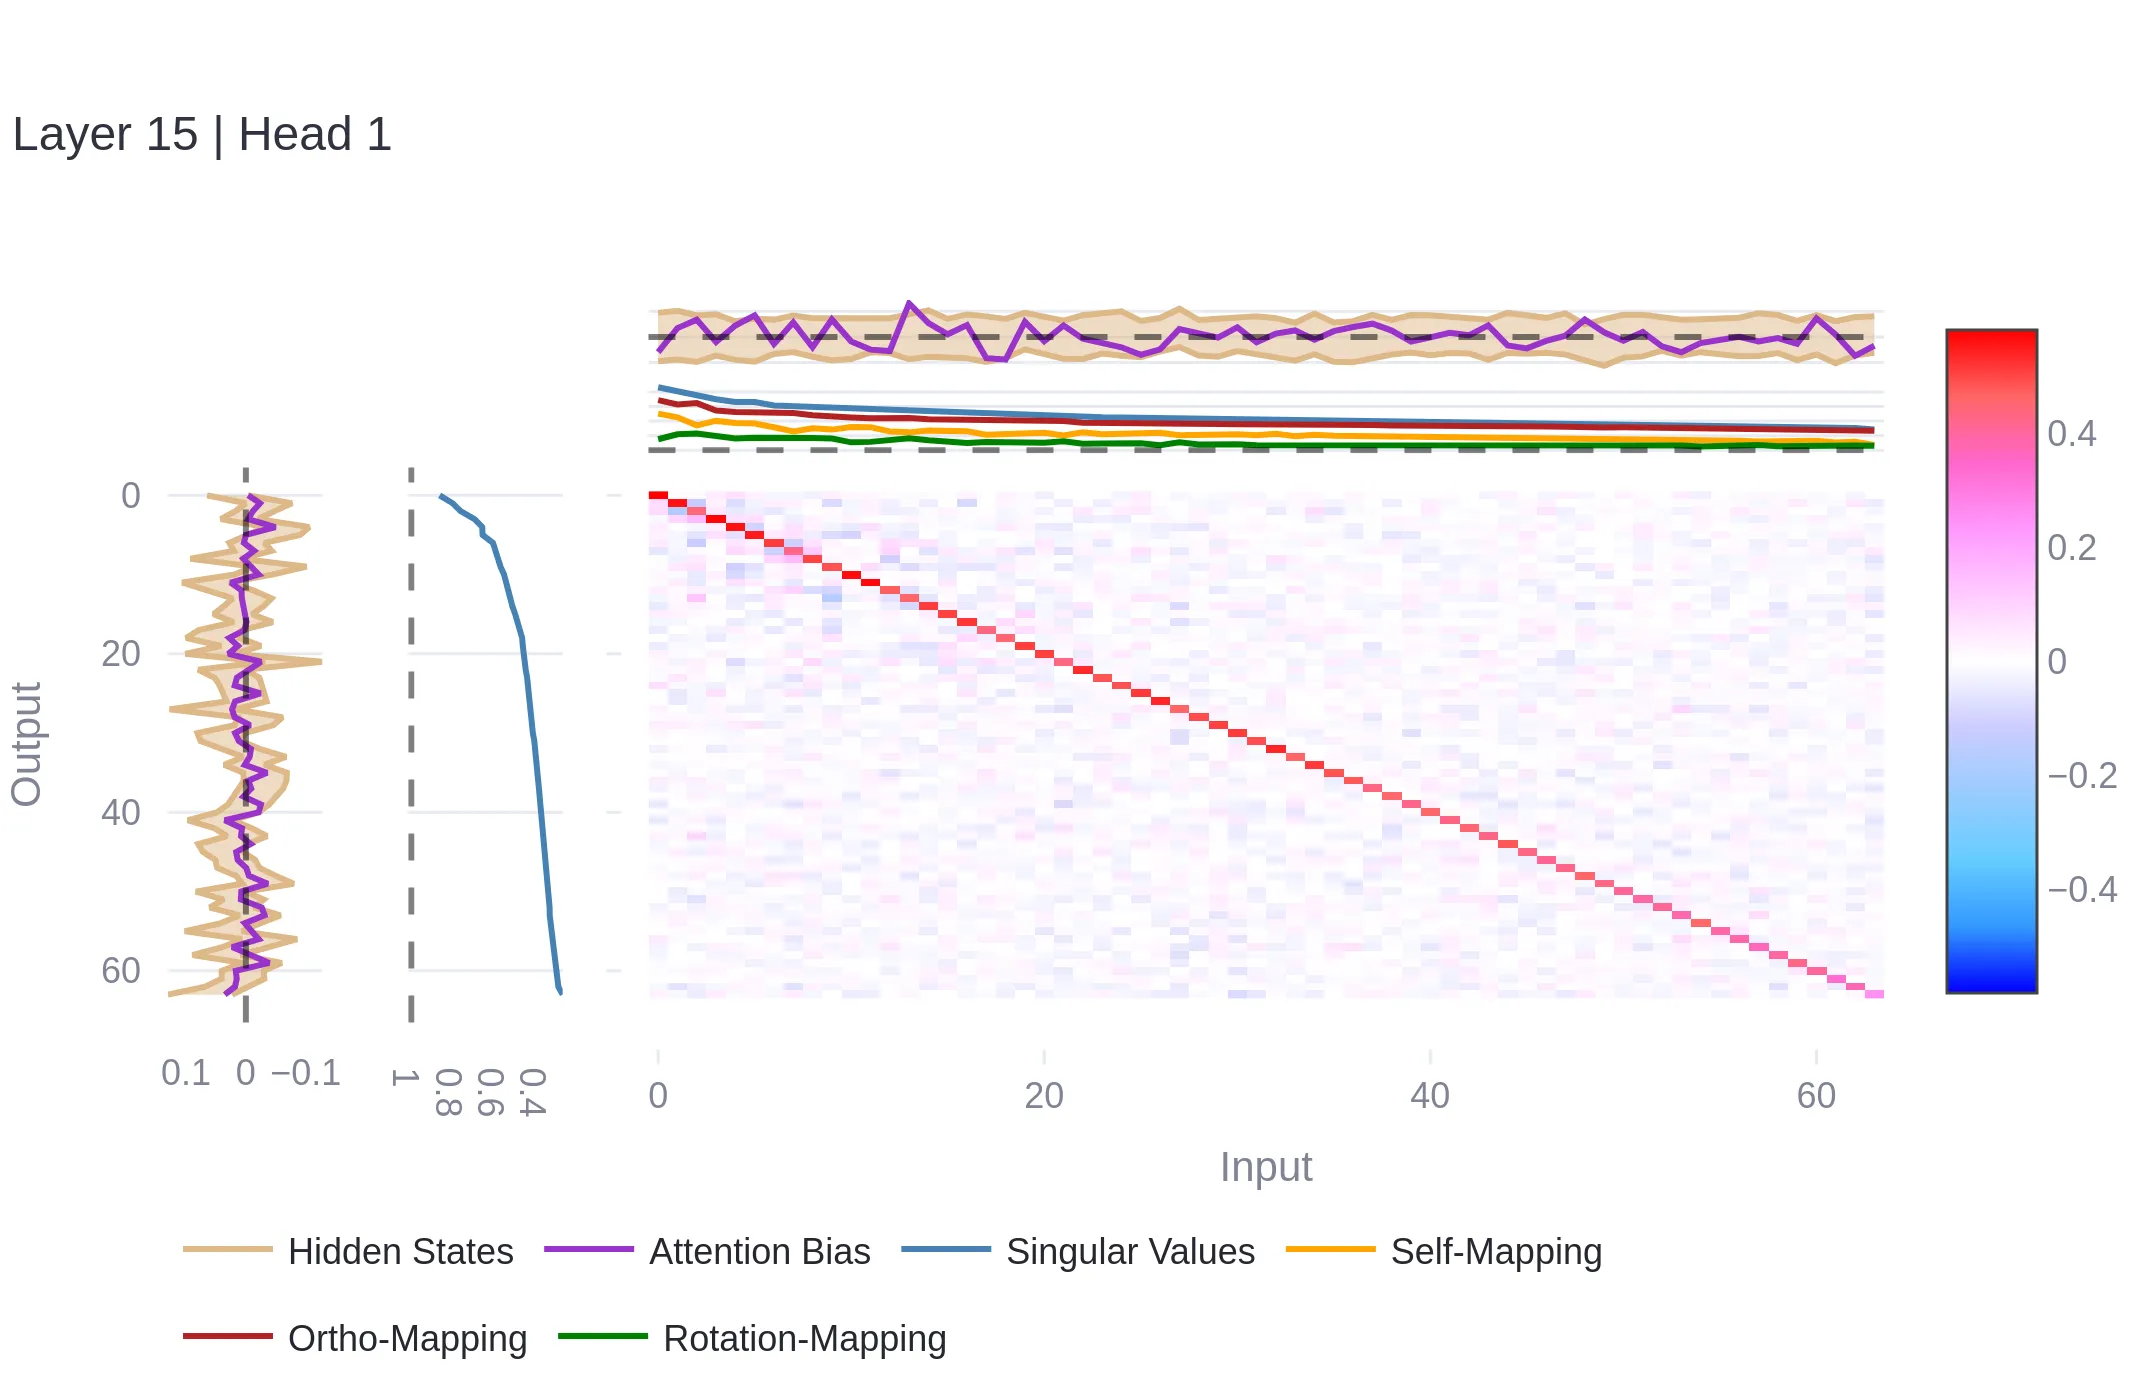 Layer 15 | Head 1
0
20
40
60
Output
0.1 0 −0.1
1
0.8
0.6
0.4
0 20 40 60
Input
0.4
0.2
0
−0.2
−0.4
Hidden States Attention Bias Singular Values Self-Mapping
Ortho-Mapping Rotation-Mapping